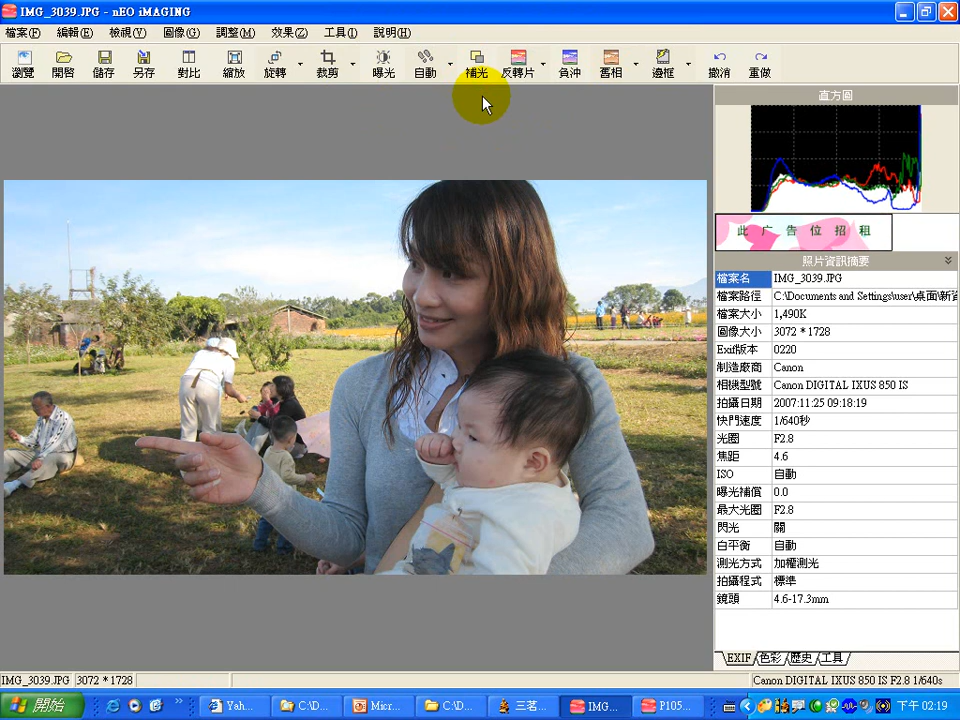 IMG_3039.JPG - nEO iMAGING
檔案(F) 編輯(E) 檢視(V) 圖像(G) 調整(M) 效果(Z) 工具(I) 說明(H)
瀏覽 開啓 儲存 另存 對比 縮放 旋轉 裁剪 曝光 自動 補光 反轉片 負沖 舊相 邊框 撤消 重做
直方圖
此广告位招租
照片資訊摘要
檔案名 IMG_3039.JPG
檔案路徑 C:\Documents and Settings\user\桌面\新資
檔案大小 1,490K
圖像大小 3072 * 1728
Exif版本 0220
制造廠商 Canon
相機型號 Canon DIGITAL IXUS 850 IS
拍攝日期 2007:11:25 09:18:19
快門速度 1/640秒
光圈 F2.8
焦距 4.6
ISO 自動
曝光補償 0.0
最大光圈 F2.8
閃光 關
白平衡 自動
測光方式 加權測光
拍攝程式 標準
鏡頭 4.6-17.3mm
EXIF 色彩 歷史 工具
IMG_3039.JPG 3072 * 1728 Canon DIGITAL IXUS 850 IS F2.8 1/640s
開始 Yah... C:\D... Micr... C:\D... 三茗... IMG... P105... 下午 02:19